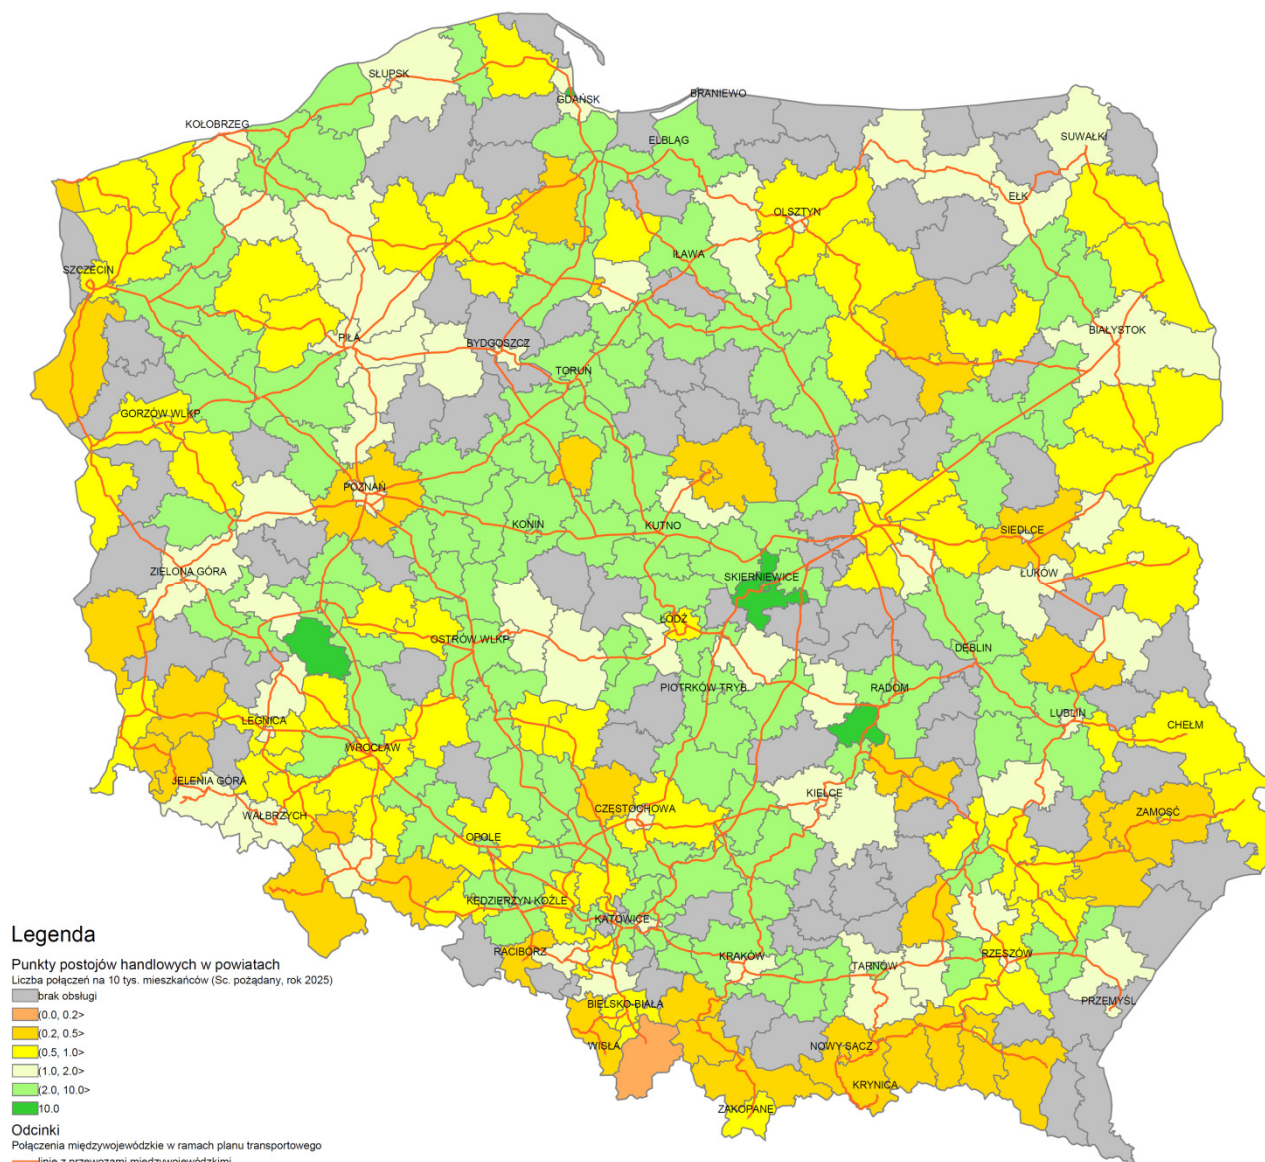 SŁUPSK
GDAŃSK
BRANIEWO
KOŁOBRZEG
ELBLĄG
SUWAŁKI
EŁK
OLSZTYN
IŁAWA
SZCZECIN
PIŁA
BYDGOSZCZ
BIAŁYSTOK
TORUŃ
GORZÓW WLKP
POZNAŃ
KONIN
KUTNO
SIEDLCE
ZIELONA GÓRA
SKIERNIEWICE
ŁUKÓW
ŁÓDŹ
OSTRÓW WLKP
DĘBLIN
PIOTRKÓW TRYB.
RADOM
LEGNICA
LUBLIN
CHEŁM
WROCŁAW
JELENIA GÓRA
KIELCE
WAŁBRZYCH
CZĘSTOCHOWA
ZAMOŚĆ
OPOLE
KĘDZIERZYN KOŹLE
KATOWICE
RACIBÓRZ
KRAKÓW
TARNÓW
RZESZÓW
BIELSKO-BIAŁA
PRZEMYŚL
WISŁA
NOWY SĄCZ
KRYNICA
ZAKOPANE
Legenda
Punkty postojów handlowych w powiatach
Liczba połączeń na 10 tys. mieszkańców (Sc. pożądany, rok 2025)
brak obsługi
(0.0, 0.2>
(0.2, 0.5>
(0.5, 1.0>
(1.0, 2.0>
(2.0, 10.0>
10.0
Odcinki
Połączenia międzywojewódzkie w ramach planu transportowego
linie z przewozami międzywojewódzkimi